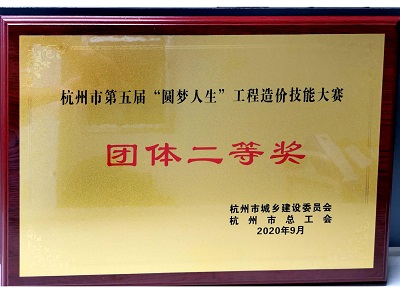 杭州市第五届“圆梦人生”工程造价技能大赛
团体二等奖
杭州市城乡建设委员会
杭州市总工会
2020年9月